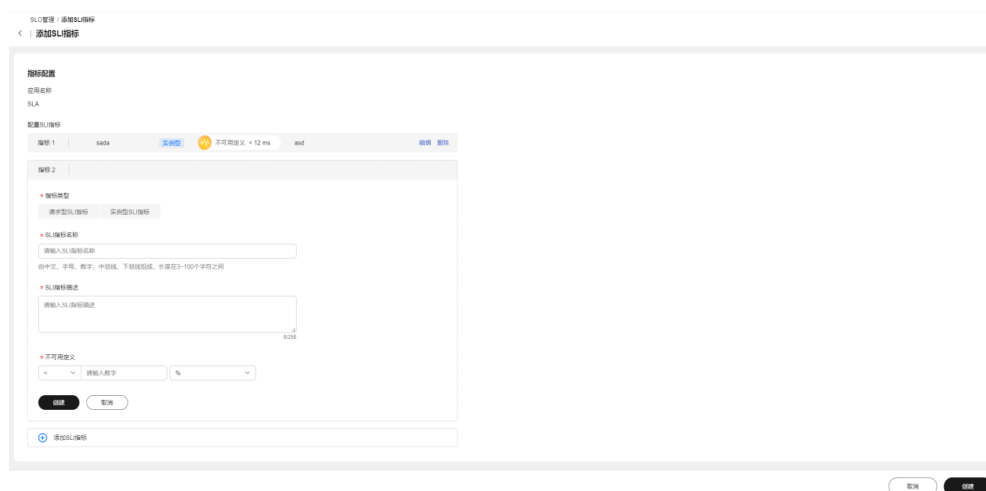 SLO管理 / 添加SLI指标
添加SLI指标
指标配置
应用名称
SLA
配置SLI指标
指标 1 sada 实例型 不可用定义 < 12 ms asd 编辑 删除
指标 2
* 指标类型
请求型SLI指标 实例型SLI指标
* SLI指标名称
请输入SLI指标名称
由中文、字母、数字、中划线、下划线组成，长度在3~100个字符之间
* SLI指标描述
请输入SLI指标描述
0/256
* 不可用定义
< 请输入数字 %
创建 取消
添加SLI指标
取消 创建